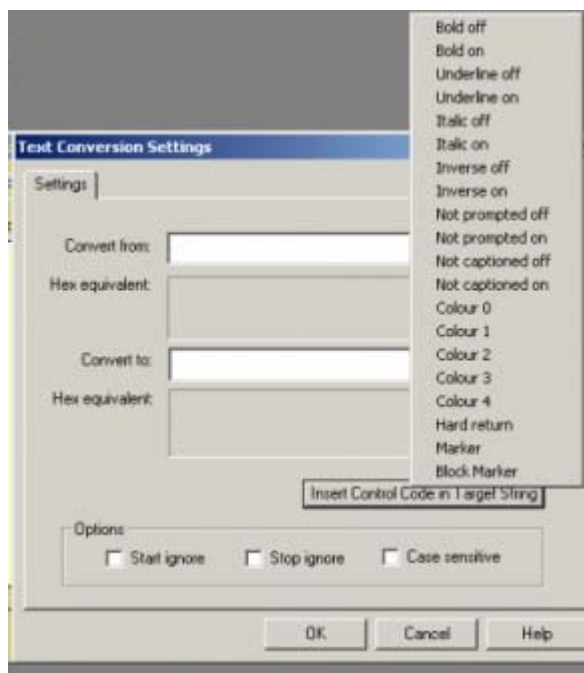 Bold off
Bold on
Underline off
Underline on
Italic off
Italic on
Inverse off
Inverse on
Not prompted off
Not prompted on
Not captioned off
Not captioned on
Colour 0
Colour 1
Colour 2
Colour 3
Colour 4
Hard return
Marker
Block Marker
Text Conversion Settings
Settings
Convert from:
Hex equivalent:
Convert to:
Hex equivalent:
Insert Control Code in Target String
Options
Start ignore Stop ignore Case sensitive
OK Cancel Help